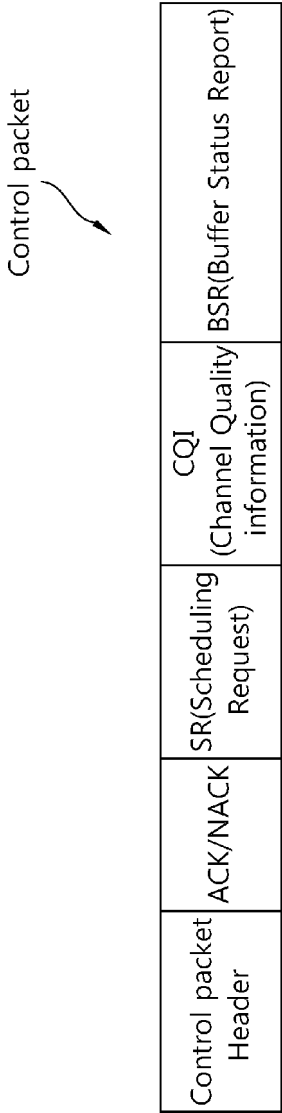 Control packet
Control packet
Header
ACK/NACK
SR(Scheduling
Request)
CQI
(Channel Quality
information)
BSR(Buffer Status Report)